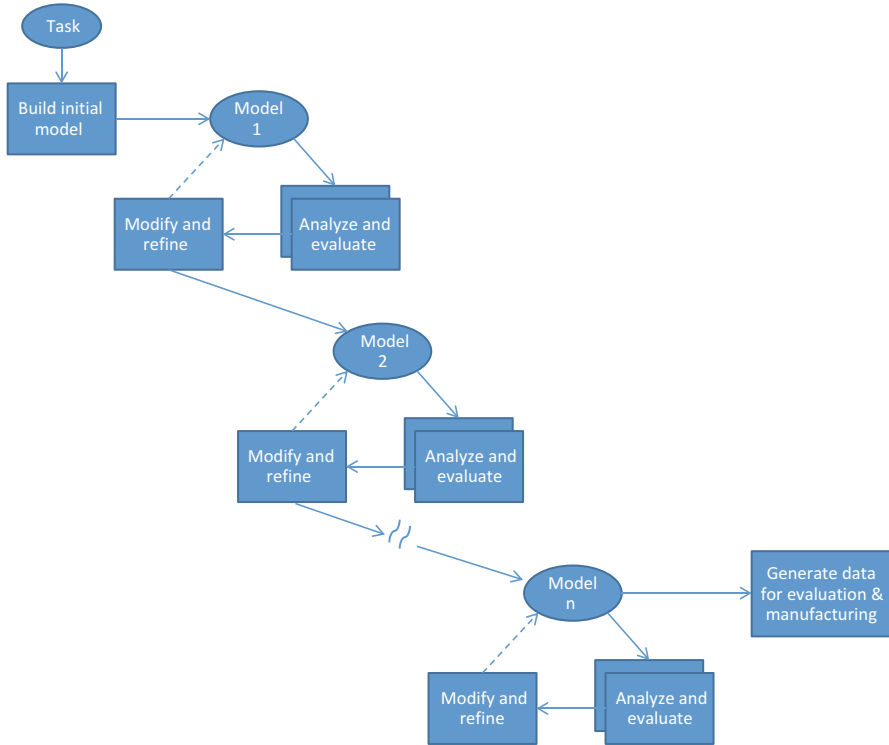 Task
Build initial
model
Model
1
Modify and
refine
Analyze and
evaluate
Model
2
Modify and
refine
Analyze and
evaluate
Model
n
Generate data
for evaluation &
manufacturing
Modify and
refine
Analyze and
evaluate